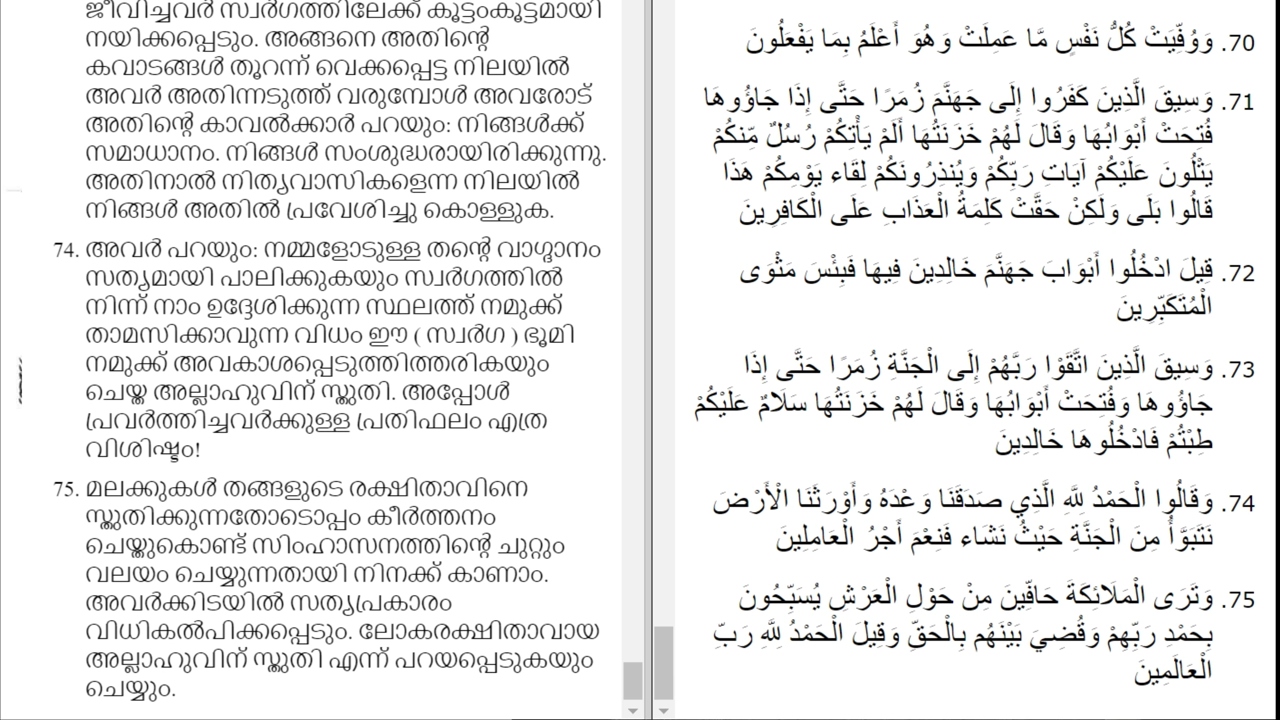 ജീവിച്ചവർ സ്വർഗത്തിലേക്ക് കൂട്ടംകൂട്ടമായി
നയിക്കപ്പെടും. അങ്ങനെ അതിന്റെ
കവാടങ്ങൾ തുറന്ന് വെക്കപ്പെട്ട നിലയിൽ
അവർ അതിന്നടുത്ത് വരുമ്പോൾ അവരോട്
അതിന്റെ കാവൽക്കാർ പറയും: നിങ്ങൾക്ക്
സമാധാനം. നിങ്ങൾ സംശുദ്ധരായിരിക്കുന്നു.
അതിനാൽ നിത്യവാസികളെന്ന നിലയിൽ
നിങ്ങൾ അതിൽ പ്രവേശിച്ചു കൊള്ളുക.
74. അവർ പറയും: നമ്മളോടുള്ള തന്റെ വാഗ്ദാനം
സത്യമായി പാലിക്കുകയും സ്വർഗത്തിൽ
നിന്ന് നാം ഉദ്ദേശിക്കുന്ന സ്ഥലത്ത് നമുക്ക്
താമസിക്കാവുന്ന വിധം ഈ ( സ്വർഗ ) ഭൂമി
നമുക്ക് അവകാശപ്പെടുത്തിത്തരികയും
ചെയ്ത അല്ലാഹുവിന് സ്തുതി. അപ്പോൾ
പ്രവർത്തിച്ചവർക്കുള്ള പ്രതിഫലം എത്ര
വിശിഷ്ടം!
75. മലക്കുകൾ തങ്ങളുടെ രക്ഷിതാവിനെ
സ്തുതിക്കുന്നതോടൊപ്പം കീർത്തനം
ചെയ്തുകൊണ്ട് സിംഹാസനത്തിന്റെ ചുറ്റും
വലയം ചെയ്യുന്നതായി നിനക്ക് കാണാം.
അവർക്കിടയിൽ സത്യപ്രകാരം
വിധികൽപിക്കപ്പെടും. ലോകരക്ഷിതാവായ
അല്ലാഹുവിന് സ്തുതി എന്ന് പറയപ്പെടുകയും
ചെയ്യും.
70. وَوُفِّيَتْ كُلُّ نَفْسٍ مَّا عَمِلَتْ وَهُوَ أَعْلَمُ بِمَا يَفْعَلُونَ
71. وَسِيقَ الَّذِينَ كَفَرُوا إِلَى جَهَنَّمَ زُمَرًا حَتَّى إِذَا جَاؤُوهَا
فُتِحَتْ أَبْوَابُهَا وَقَالَ لَهُمْ خَزَنَتُهَا أَلَمْ يَأْتِكُمْ رُسُلٌ مِّنكُمْ
يَتْلُونَ عَلَيْكُمْ آيَاتِ رَبِّكُمْ وَيُنذِرُونَكُمْ لِقَاء يَوْمِكُمْ هَذَا
قَالُوا بَلَى وَلَكِنْ حَقَّتْ كَلِمَةُ الْعَذَابِ عَلَى الْكَافِرِينَ
72. قِيلَ ادْخُلُوا أَبْوَابَ جَهَنَّمَ خَالِدِينَ فِيهَا فَبِئْسَ مَثْوَى
الْمُتَكَبِّرِينَ
73. وَسِيقَ الَّذِينَ اتَّقَوْا رَبَّهُمْ إِلَى الْجَنَّةِ زُمَرًا حَتَّى إِذَا
جَاؤُوهَا وَفُتِحَتْ أَبْوَابُهَا وَقَالَ لَهُمْ خَزَنَتُهَا سَلَامٌ عَلَيْكُمْ
طِبْتُمْ فَادْخُلُوهَا خَالِدِينَ
74. وَقَالُوا الْحَمْدُ لِلَّهِ الَّذِي صَدَقَنَا وَعْدَهُ وَأَوْرَثَنَا الْأَرْضَ
نَتَبَوَّأُ مِنَ الْجَنَّةِ حَيْثُ نَشَاء فَنِعْمَ أَجْرُ الْعَامِلِينَ
75. وَتَرَى الْمَلَائِكَةَ حَافِّينَ مِنْ حَوْلِ الْعَرْشِ يُسَبِّحُونَ
بِحَمْدِ رَبِّهِمْ وَقُضِيَ بَيْنَهُم بِالْحَقِّ وَقِيلَ الْحَمْدُ لِلَّهِ رَبِّ
الْعَالَمِينَ